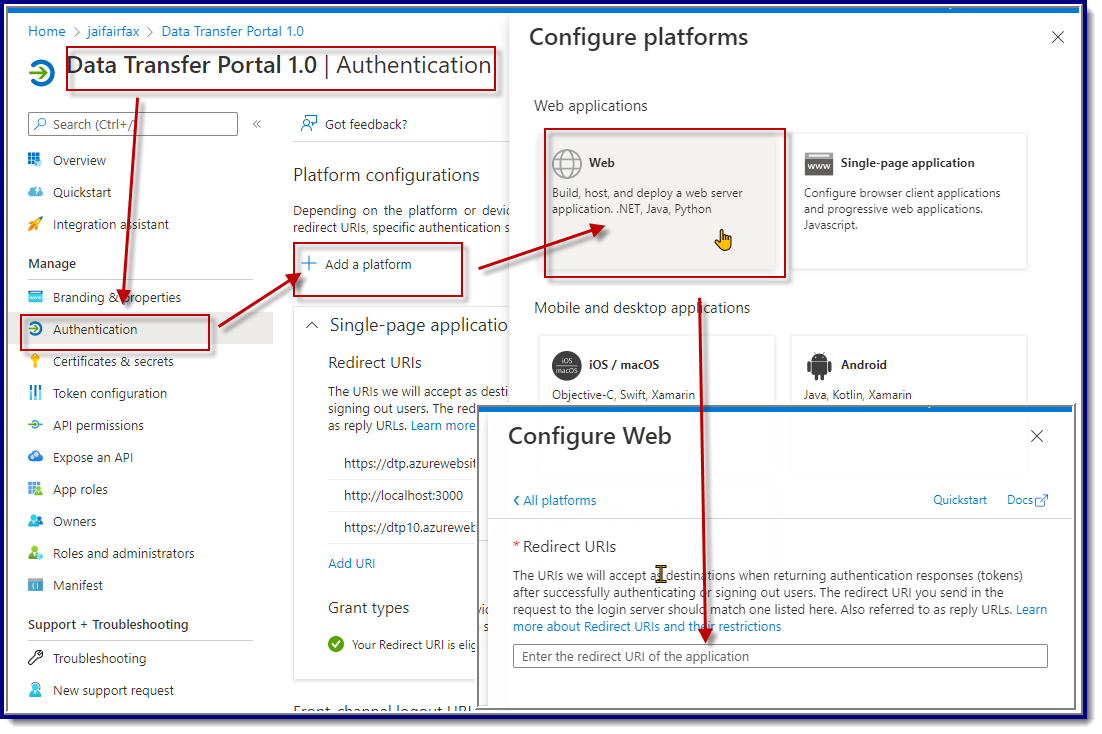 Home > jaifairfax > Data Transfer Portal 1.0
Data Transfer Portal 1.0 | Authentication
Search (Ctrl+/)
«
Overview
Quickstart
Integration assistant
Manage
Branding & properties
Authentication
Certificates & secrets
Token configuration
API permissions
Expose an API
App roles
Owners
Roles and administrators
Manifest
Support + Troubleshooting
Troubleshooting
New support request
Got feedback?
Platform configurations
Depending on the platform or devic
redirect URIs, specific authentication s
Add a platform
Single-page applicatio
Redirect URIs
The URIs we will accept as desti
signing out users. The red
as reply URLs. Learn more
https://dtp.azurewebsit
http://localhost:3000
https://dtp10.azureweb
Add URI
Grant types
Your Redirect URI is elig
Front-channel logout URL
Configure platforms
Web applications
Web
Build, host, and deploy a web server
application. .NET, Java, Python
www
Single-page application
Configure browser client applications
and progressive web applications.
Javascript.
Mobile and desktop applications
iOS
macOS
iOS / macOS
Objective-C, Swift, Xamarin
Android
Java, Kotlin, Xamarin
Configure Web
All platforms
Quickstart
Docs
* Redirect URIs
The URIs we will accept as destinations when returning authentication responses (tokens)
after successfully authenticating or signing out users. The redirect URI you send in the
request to the login server should match one listed here. Also referred to as reply URLs. Learn
more about Redirect URIs and their restrictions
Enter the redirect URI of the application